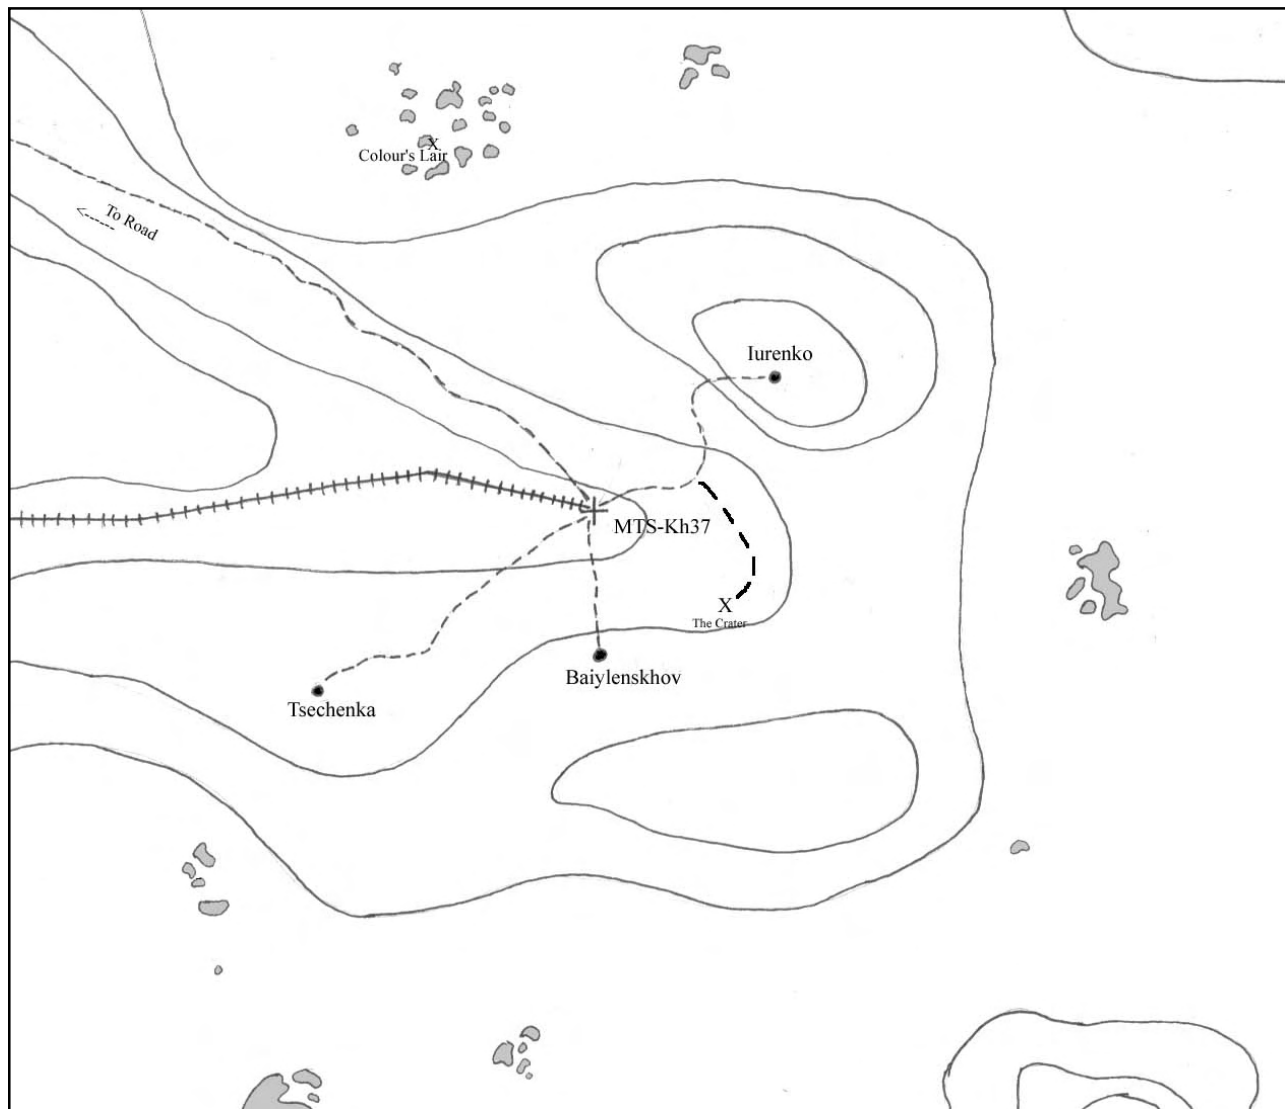 X
Colour's Lair
To Road
Iurenko
MTS-Kh37
X
The Crater
Baiylenskhov
Tsechenka